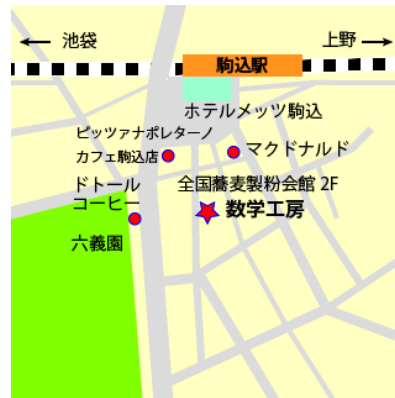 ← 池袋
上野 →
駒込駅
ホテルメッツ駒込
ピッツァナポレターノ
カフェ駒込店
マクドナルド
ドトール
コーヒー
全国蕎麦製粉会館 2F
数学工房
六義園